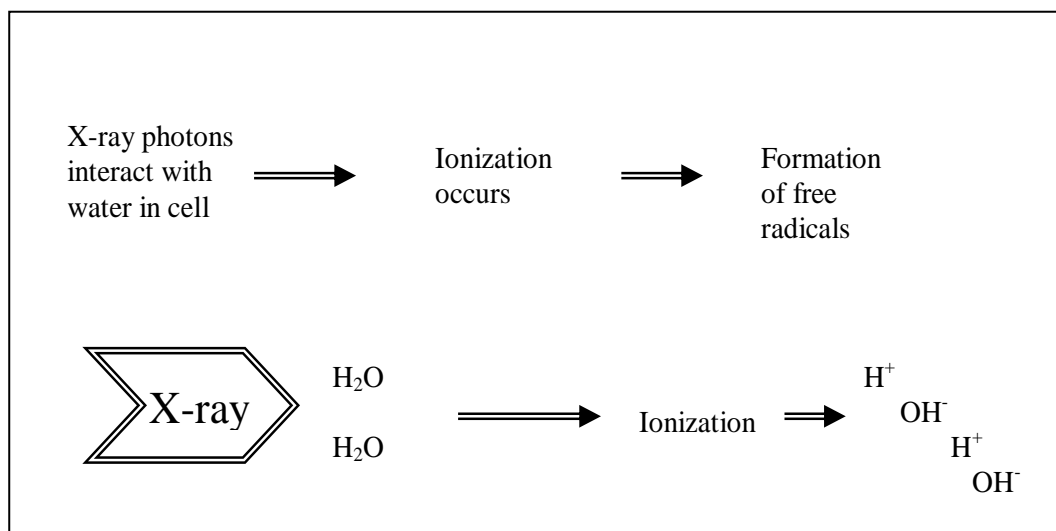 X-ray photons
interact with
water in cell
Ionization
occurs
Formation
of free
radicals
X-ray
H₂O
H₂O
Ionization
H⁺
OH⁻
H⁺
OH⁻